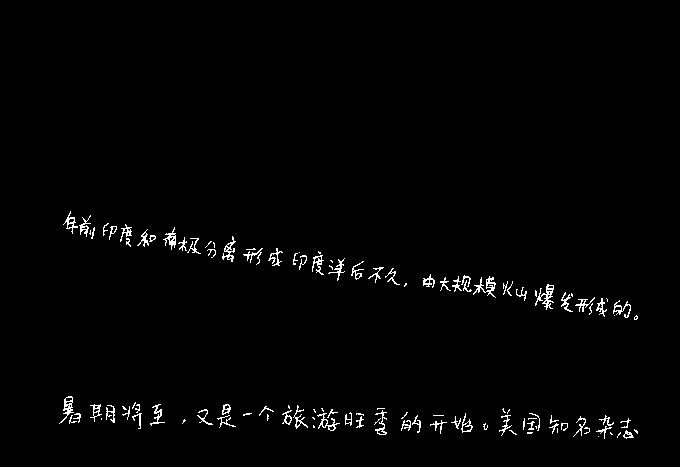 年前印度和南极分离形成印度洋后不久，由大规模火山爆发形成的。
暑期将至，又是一个旅游旺季的开始。美国知名杂志